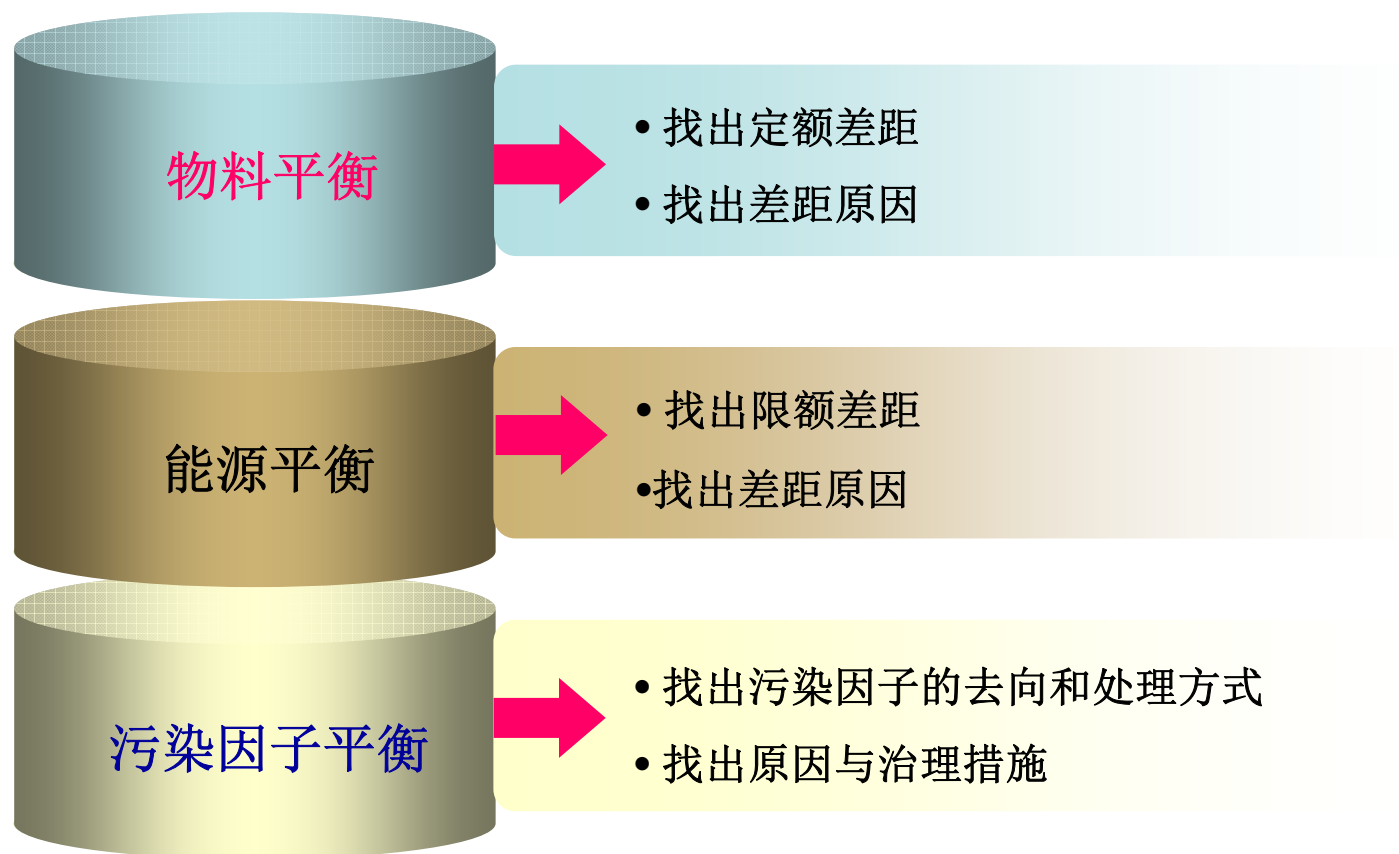 物料平衡
• 找出定额差距
• 找出差距原因
能源平衡
• 找出限额差距
•找出差距原因
污染因子平衡
• 找出污染因子的去向和处理方式
• 找出原因与治理措施